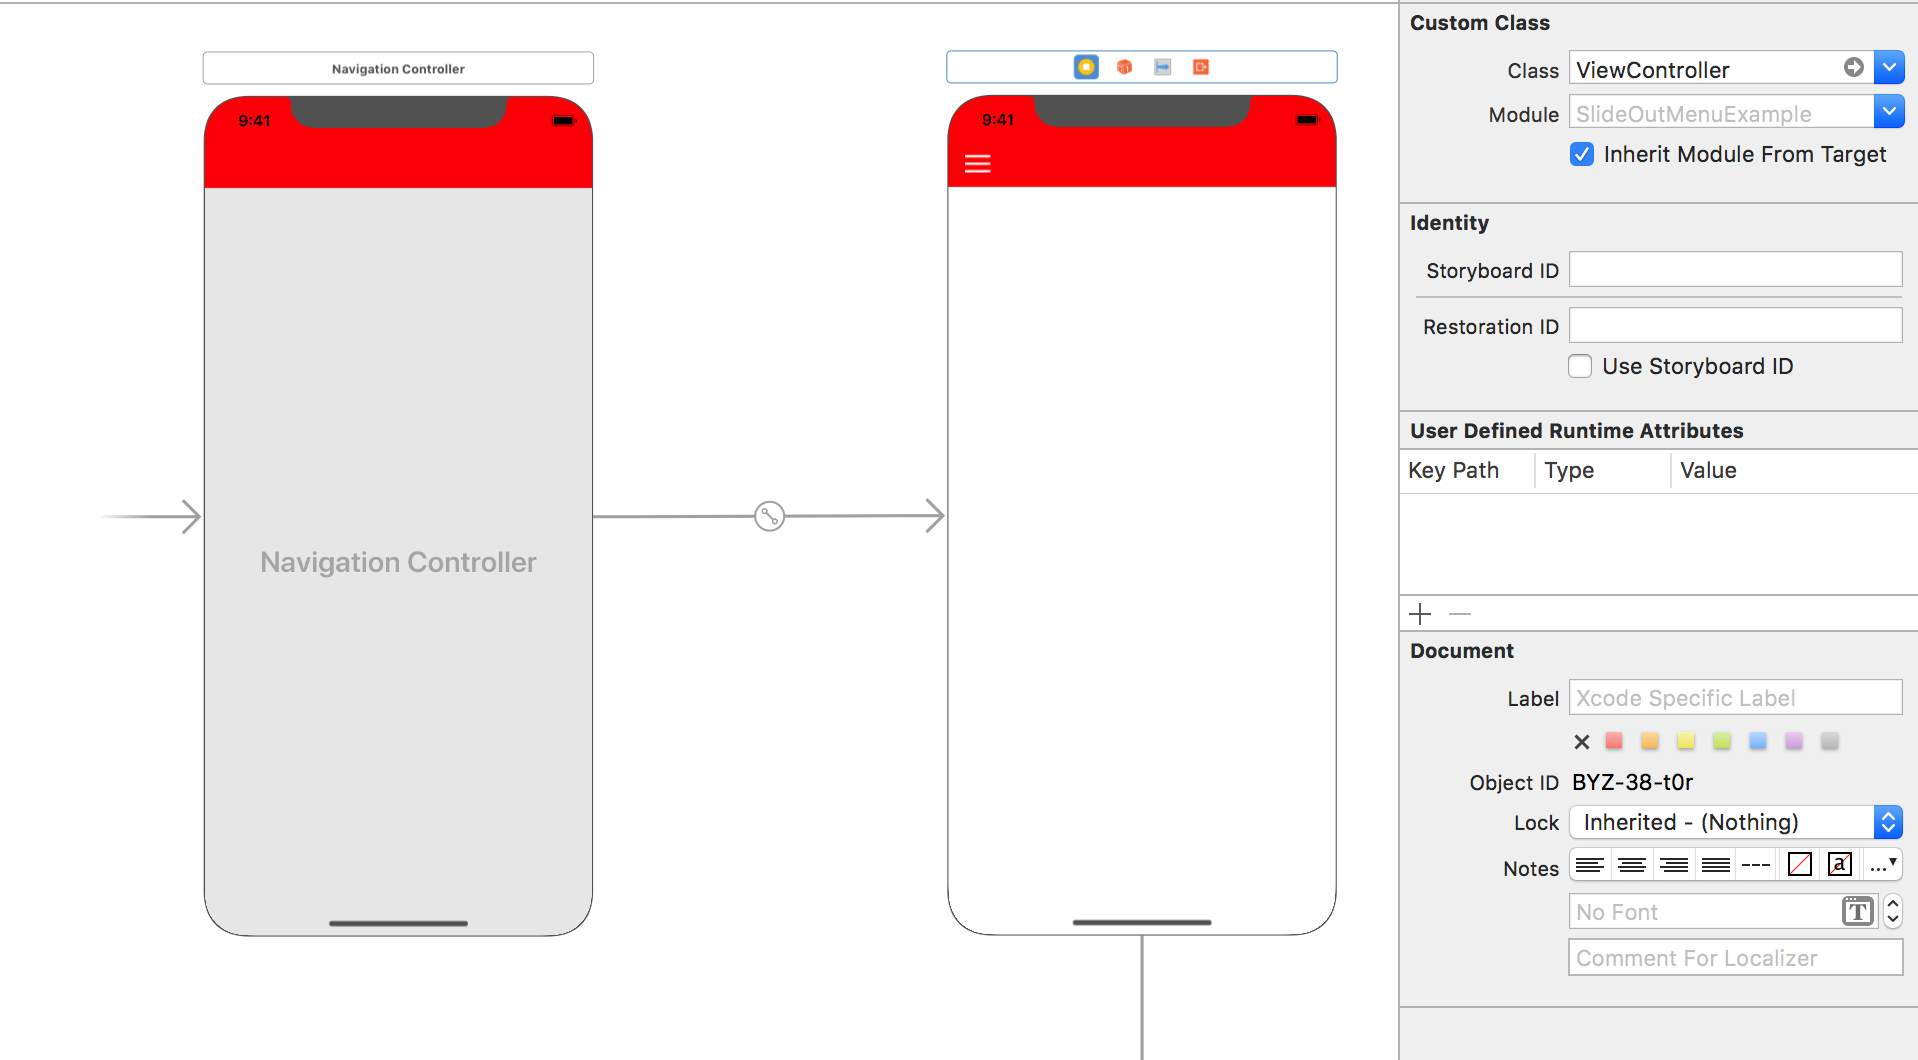 Navigation Controller
9:41
Navigation Controller
9:41
Custom Class
Class ViewController
Module SlideOutMenuExample
Inherit Module From Target
Identity
Storyboard ID
Restoration ID
Use Storyboard ID
User Defined Runtime Attributes
Key Path Type Value
Document
Label Xcode Specific Label
Object ID BYZ-38-t0r
Lock Inherited - (Nothing)
Notes --- a ...
No Font T
Comment For Localizer